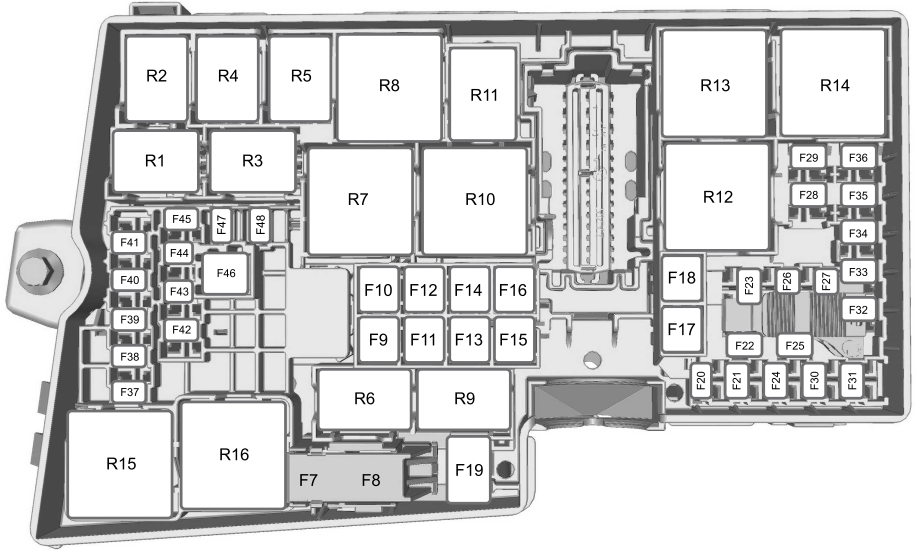 R2 R4 R5 R8 R11 R13 R14
R1 R3 R7 R10 R12
F29 F36
F28 F35
F45 F47 F48
F41 F44 F34
F40 F46 F43 F10 F12 F14 F16 F18 F23 F26 F27 F33
F39 F42 F9 F11 F13 F15 F17 F32
F38 F22 F25
F37 R6 R9 F20 F21 F24 F30 F31
R15 R16 F7 F8 F19